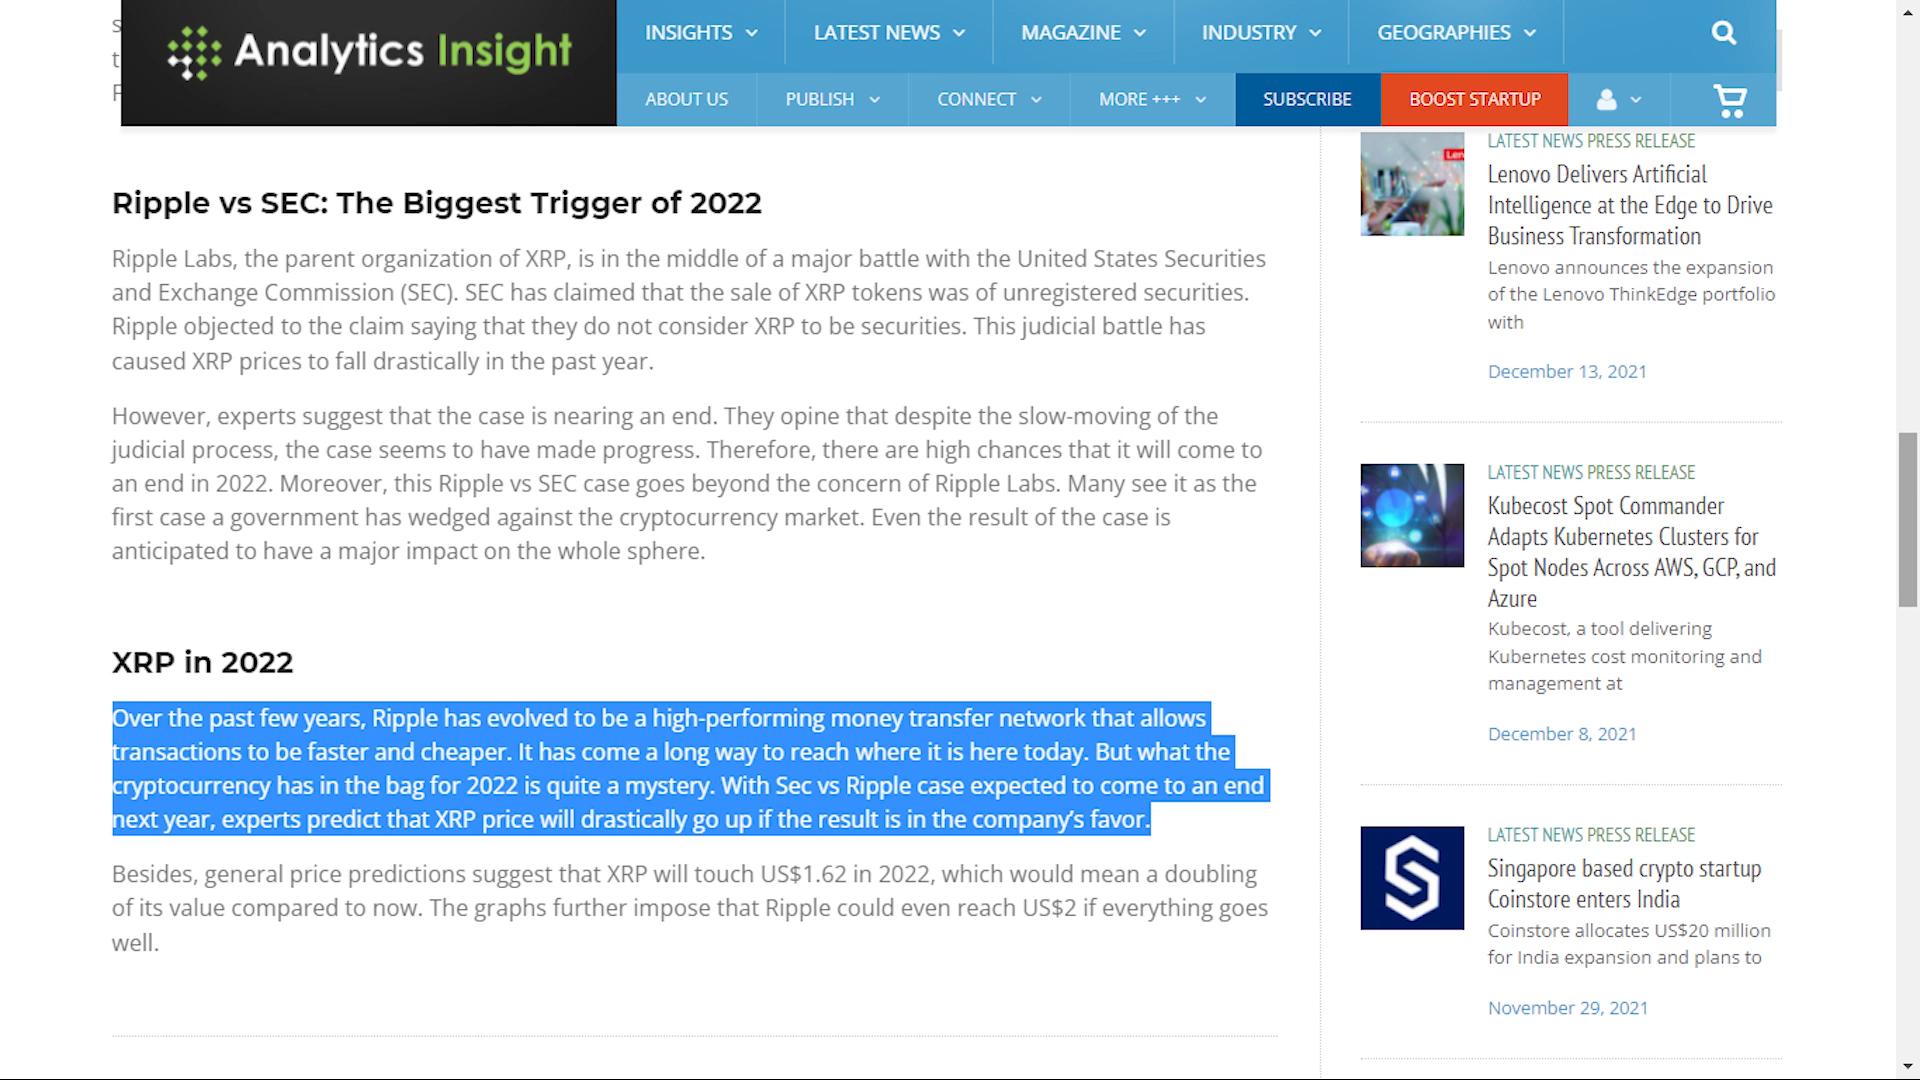 Analytics Insight
INSIGHTS
LATEST NEWS
MAGAZINE
INDUSTRY
GEOGRAPHIES
ABOUT US
PUBLISH
CONNECT
MORE +++
SUBSCRIBE
BOOST STARTUP
Ripple vs SEC: The Biggest Trigger of 2022
Ripple Labs, the parent organization of XRP, is in the middle of a major battle with the United States Securities
and Exchange Commission (SEC). SEC has claimed that the sale of XRP tokens was of unregistered securities.
Ripple objected to the claim saying that they do not consider XRP to be securities. This judicial battle has
caused XRP prices to fall drastically in the past year.
However, experts suggest that the case is nearing an end. They opine that despite the slow-moving of the
judicial process, the case seems to have made progress. Therefore, there are high chances that it will come to
an end in 2022. Moreover, this Ripple vs SEC case goes beyond the concern of Ripple Labs. Many see it as the
first case a government has wedged against the cryptocurrency market. Even the result of the case is
anticipated to have a major impact on the whole sphere.
XRP in 2022
Over the past few years, Ripple has evolved to be a high-performing money transfer network that allows
transactions to be faster and cheaper. It has come a long way to reach where it is here today. But what the
cryptocurrency has in the bag for 2022 is quite a mystery. With Sec vs Ripple case expected to come to an end
next year, experts predict that XRP price will drastically go up if the result is in the company’s favor.
Besides, general price predictions suggest that XRP will touch US$1.62 in 2022, which would mean a doubling
of its value compared to now. The graphs further impose that Ripple could even reach US$2 if everything goes
well.
LATEST NEWS PRESS RELEASE
Lenovo Delivers Artificial
Intelligence at the Edge to Drive
Business Transformation
Lenovo announces the expansion
of the Lenovo ThinkEdge portfolio
with
December 13, 2021
LATEST NEWS PRESS RELEASE
Kubecost Spot Commander
Adapts Kubernetes Clusters for
Spot Nodes Across AWS, GCP, and
Azure
Kubecost, a tool delivering
Kubernetes cost monitoring and
management at
December 8, 2021
LATEST NEWS PRESS RELEASE
Singapore based crypto startup
Coinstore enters India
Coinstore allocates US$20 million
for India expansion and plans to
November 29, 2021